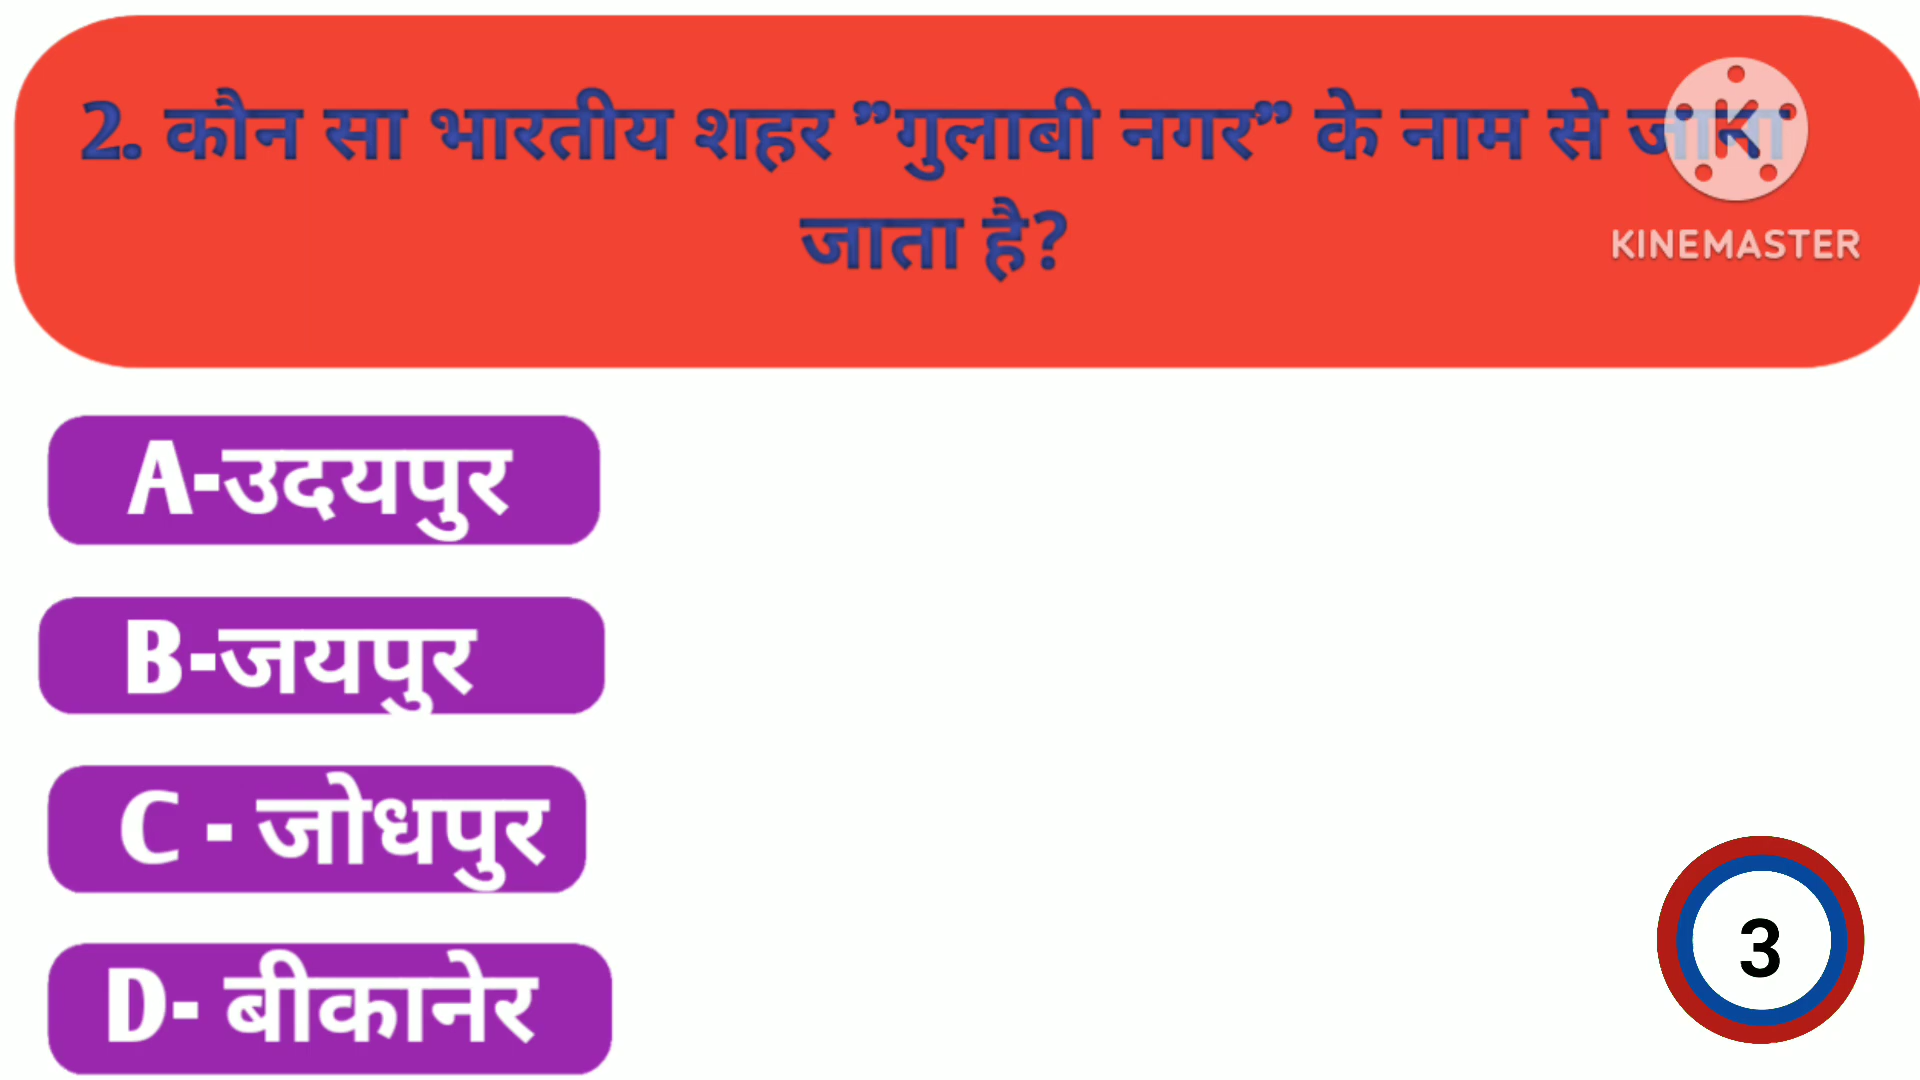 2. कौन सा भारतीय शहर ”गुलाबी नगर” के नाम से जाना
जाता है?
KINEMASTER
A-उदयपुर
B-जयपुर
C - जोधपुर
D- बीकानेर
3